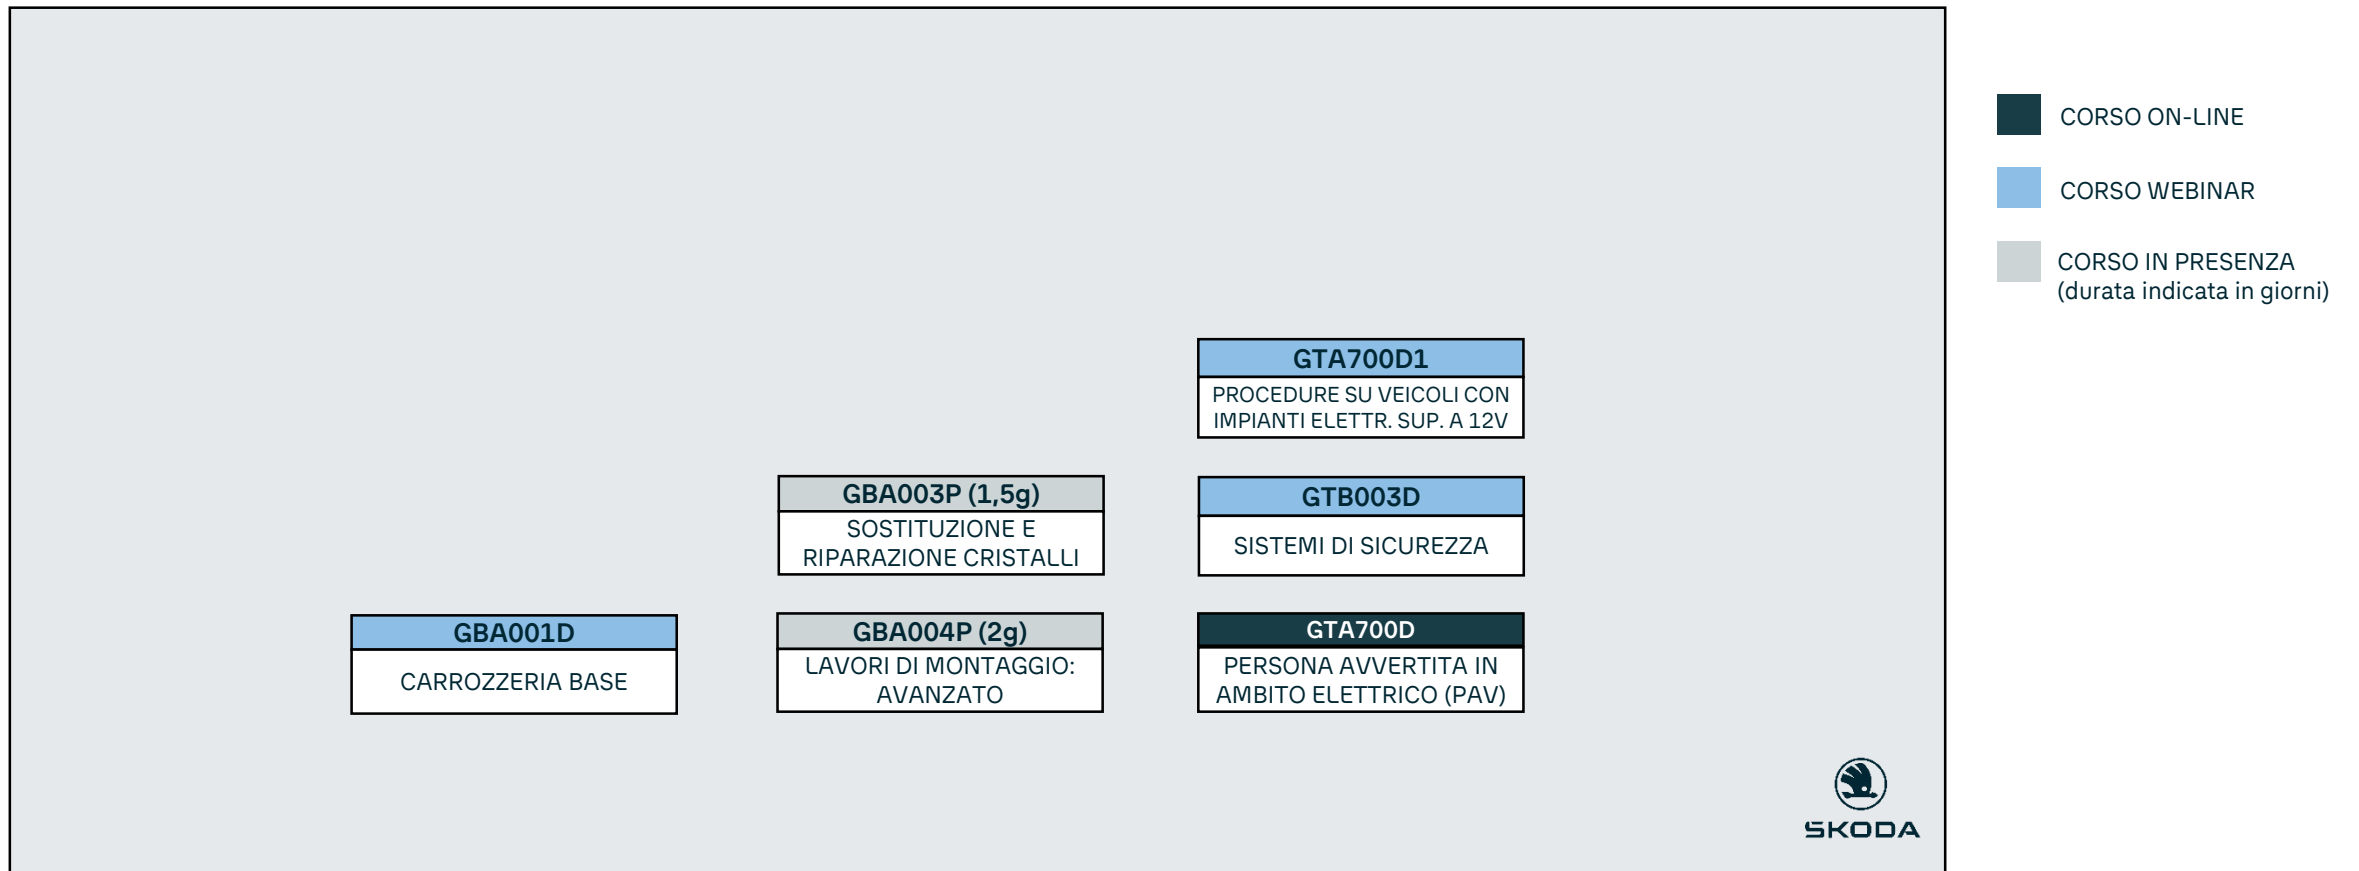 CORSO ON-LINE
CORSO WEBINAR
CORSO IN PRESENZA
(durata indicata in giorni)
GTA700D1
PROCEDURE SU VEICOLI CON
IMPIANTI ELETTR. SUP. A 12V
GBA003P (1,5g)
SOSTITUZIONE E
RIPARAZIONE CRISTALLI
GTB003D
SISTEMI DI SICUREZZA
GBA001D
CARROZZERIA BASE
GBA004P (2g)
LAVORI DI MONTAGGIO:
AVANZATO
GTA700D
PERSONA AVVERTITA IN
AMBITO ELETTRICO (PAV)
SKODA